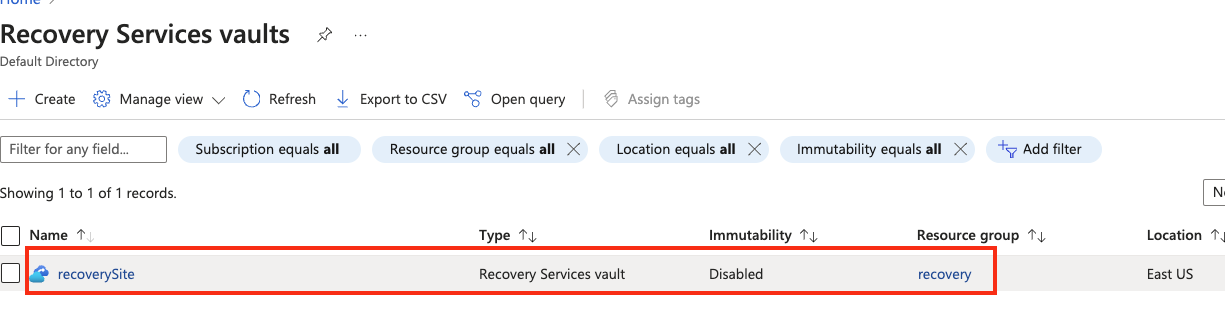 Home
Recovery Services vaults
Default Directory
Create Manage view Refresh Export to CSV Open query Assign tags
Filter for any field... Subscription equals all Resource group equals all Location equals all Immutability equals all Add filter
Showing 1 to 1 of 1 records.
Name Type Immutability Resource group Location
recoverySite Recovery Services vault Disabled recovery East US